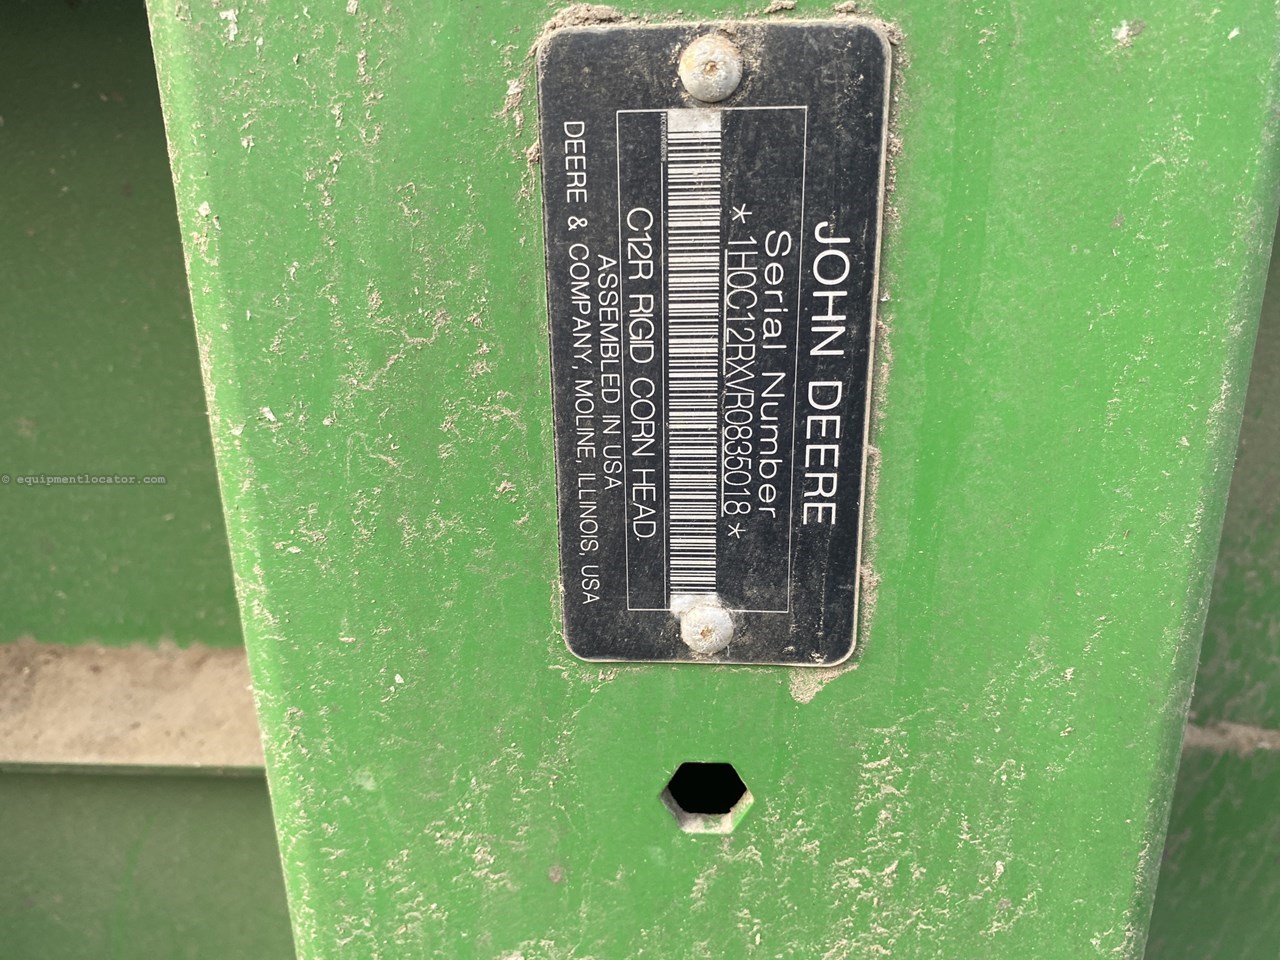 JOHN DEERE
Serial Number
*1H0C12RXVR0835018*
C12R RIGID CORN HEAD.
ASSEMBLED IN USA
DEERE & COMPANY, MOLINE, ILLINOIS, USA
© equipmentlocator.com